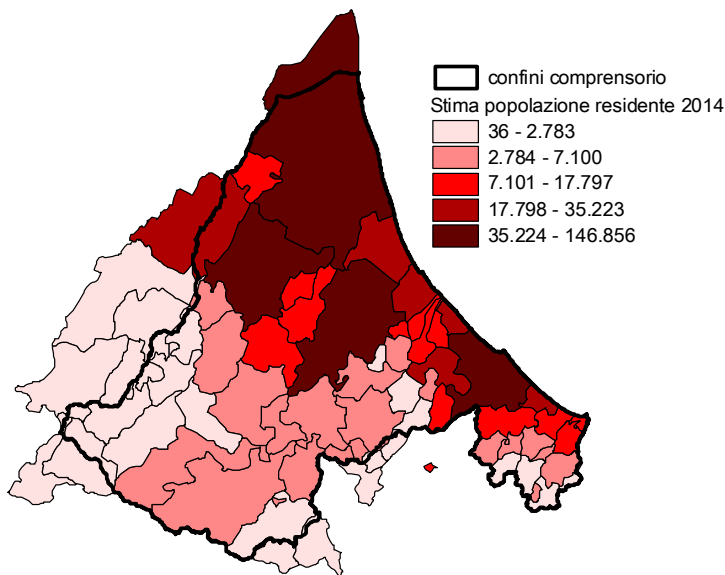 confini comprensorio
Stima popolazione residente 2014
36 - 2.783
2.784 - 7.100
7.101 - 17.797
17.798 - 35.223
35.224 - 146.856